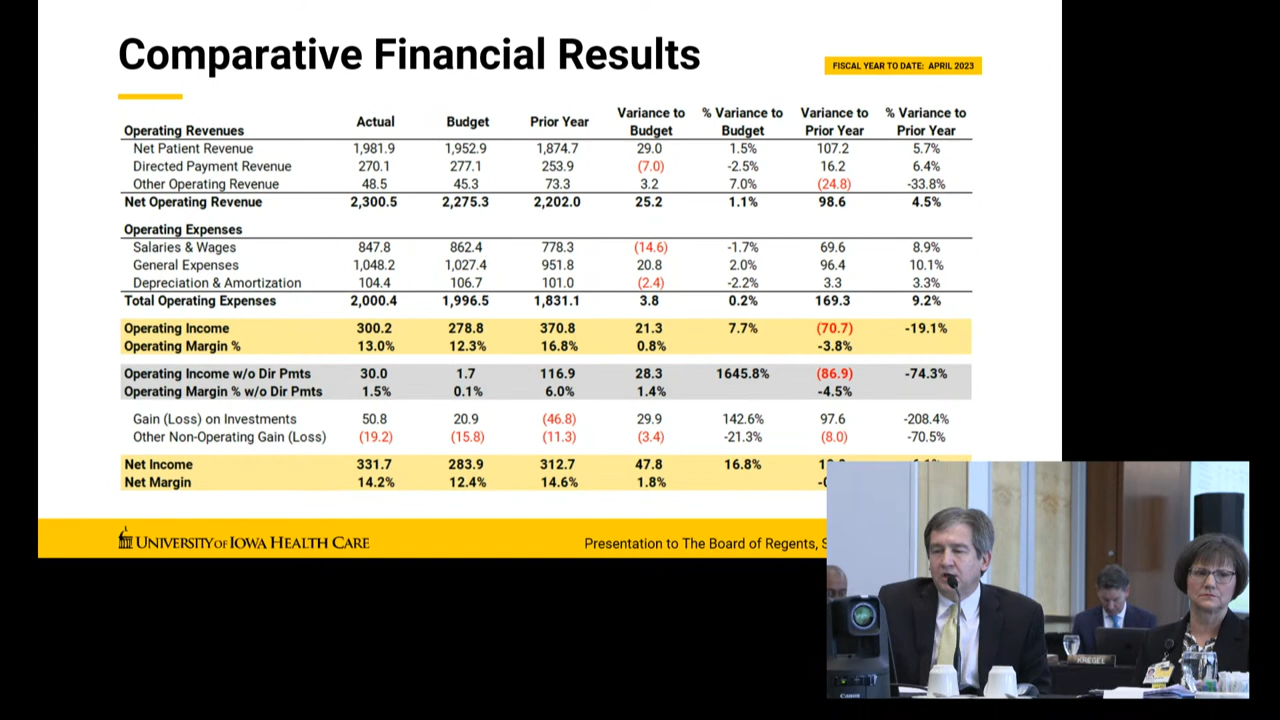 Comparative Financial Results
FISCAL YEAR TO DATE: APRIL 2023
Operating Revenues Actual Budget Prior Year Variance to Budget % Variance to Budget Variance to Prior Year % Variance to Prior Year
Net Patient Revenue 1,981.9 1,952.9 1,874.7 29.0 1.5% 107.2 5.7%
Directed Payment Revenue 270.1 277.1 253.9 (7.0) -2.5% 16.2 6.4%
Other Operating Revenue 48.5 45.3 73.3 3.2 7.0% (24.8) -33.8%
Net Operating Revenue 2,300.5 2,275.3 2,202.0 25.2 1.1% 98.6 4.5%
Operating Expenses
Salaries & Wages 847.8 862.4 778.3 (14.6) -1.7% 69.6 8.9%
General Expenses 1,048.2 1,027.4 951.8 20.8 2.0% 96.4 10.1%
Depreciation & Amortization 104.4 106.7 101.0 (2.4) -2.2% 3.3 3.3%
Total Operating Expenses 2,000.4 1,996.5 1,831.1 3.8 0.2% 169.3 9.2%
Operating Income 300.2 278.8 370.8 21.3 7.7% (70.7) -19.1%
Operating Margin % 13.0% 12.3% 16.8% 0.8% -3.8%
Operating Income w/o Dir Pmts 30.0 1.7 116.9 28.3 1645.8% (86.9) -74.3%
Operating Margin % w/o Dir Pmts 1.5% 0.1% 6.0% 1.4% -4.5%
Gain (Loss) on Investments 50.8 20.9 (46.8) 29.9 142.6% 97.6 -208.4%
Other Non-Operating Gain (Loss) (19.2) (15.8) (11.3) (3.4) -21.3% (8.0) -70.5%
Net Income 331.7 283.9 312.7 47.8 16.8%
Net Margin 14.2% 12.4% 14.6% 1.8%
UNIVERSITY OF IOWA HEALTH CARE
Presentation to The Board of Regents,
KRIEGEL
Canon